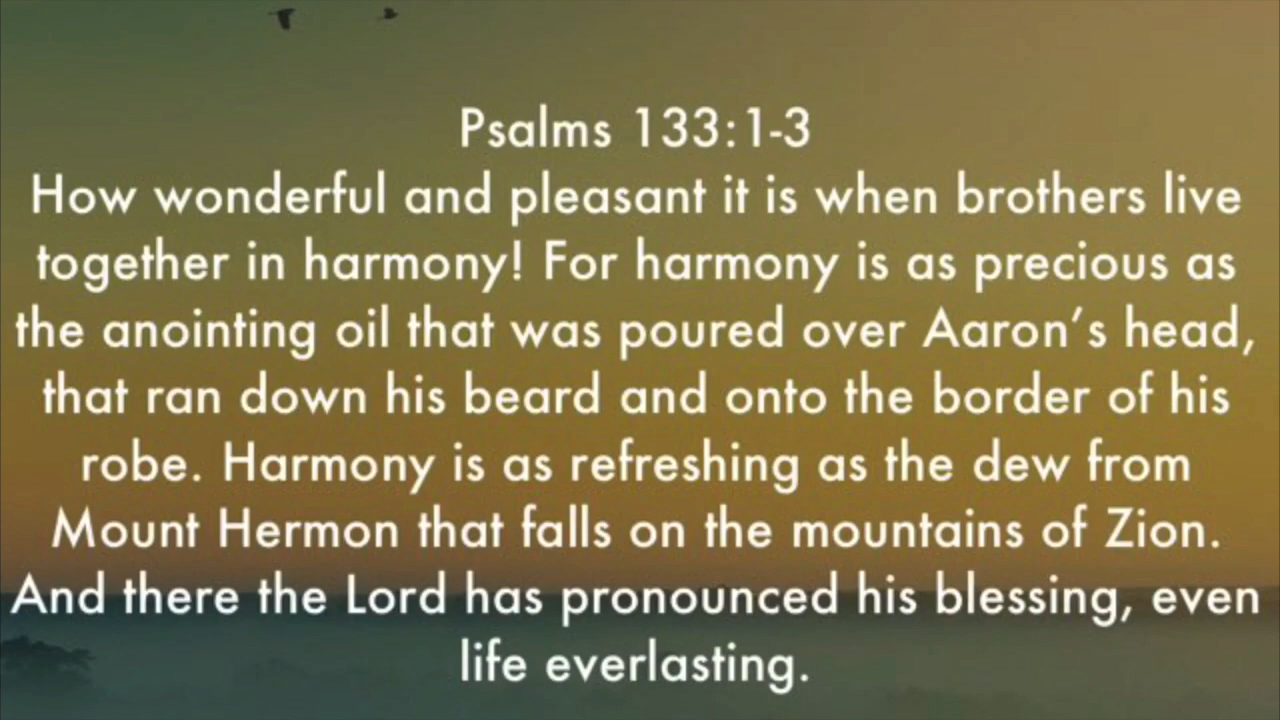 Psalms 133:1-3
How wonderful and pleasant it is when brothers live
together in harmony! For harmony is as precious as
the anointing oil that was poured over Aaron’s head,
that ran down his beard and onto the border of his
robe. Harmony is as refreshing as the dew from
Mount Hermon that falls on the mountains of Zion.
And there the Lord has pronounced his blessing, even
life everlasting.